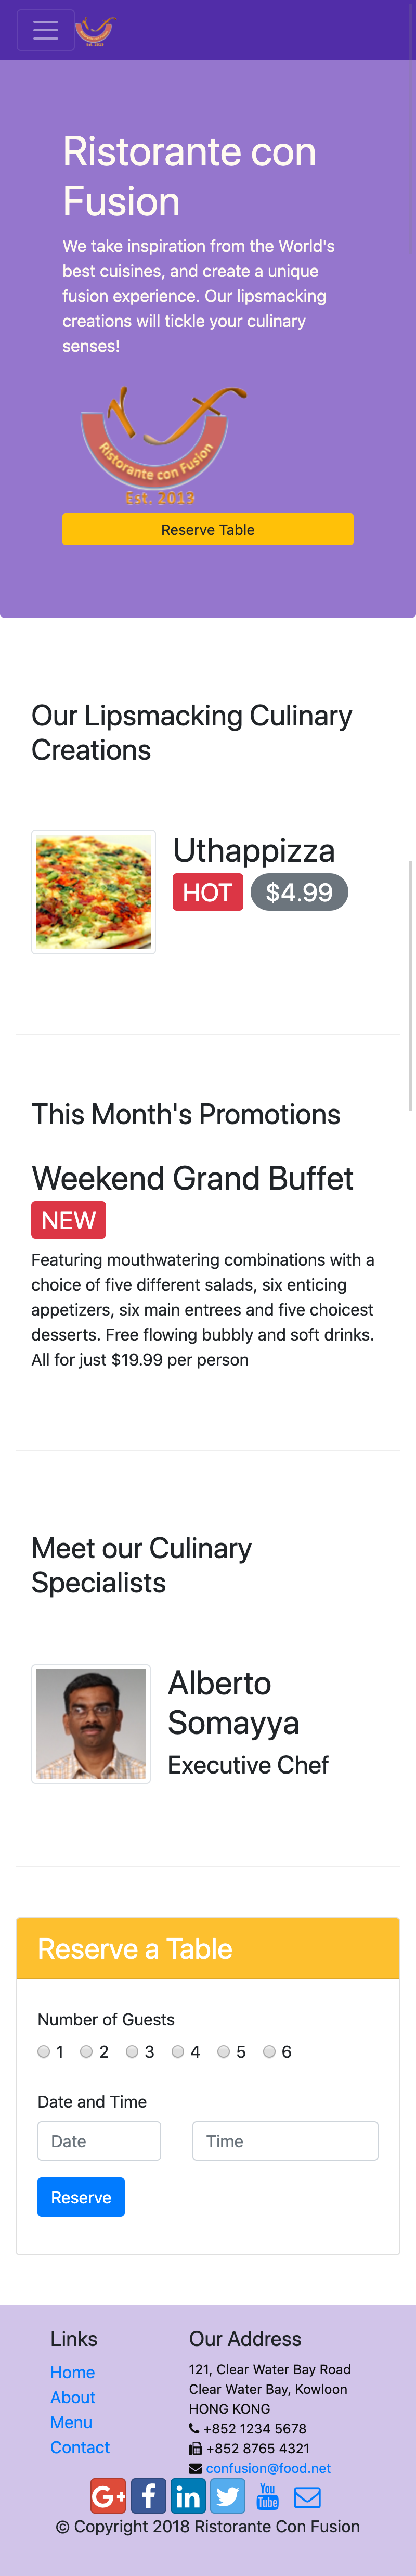 EST. 2013
Ristorante con
Fusion
We take inspiration from the World's
best cuisines, and create a unique
fusion experience. Our lipsmacking
creations will tickle your culinary
senses!
Ristorante con Fusion
Est. 2013
Reserve Table
Our Lipsmacking Culinary
Creations
Uthappizza
HOT $4.99
This Month's Promotions
Weekend Grand Buffet
NEW
Featuring mouthwatering combinations with a
choice of five different salads, six enticing
appetizers, six main entrees and five choicest
desserts. Free flowing bubbly and soft drinks.
All for just $19.99 per person
Meet our Culinary
Specialists
Alberto
Somayya
Executive Chef
Reserve a Table
Number of Guests
1 2 3 4 5 6
Date and Time
Date Time
Reserve
Links
Home
About
Menu
Contact
Our Address
121, Clear Water Bay Road
Clear Water Bay, Kowloon
HONG KONG
+852 1234 5678
+852 8765 4321
confusion@food.net
G+ f in You Tube
© Copyright 2018 Ristorante Con Fusion